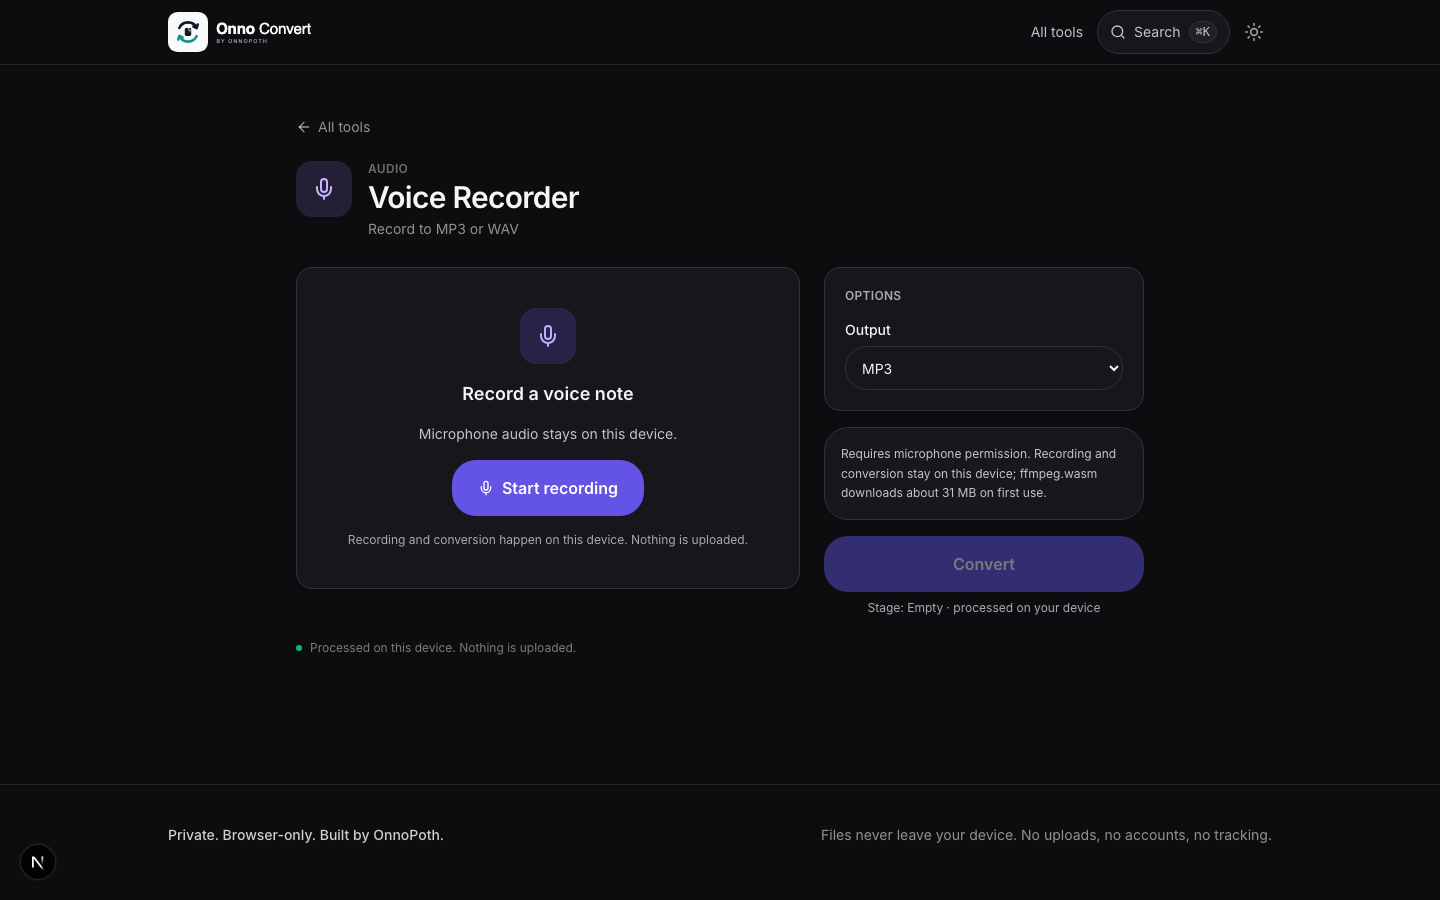 Onno Convert
BY ONNOPOTH
All tools
Search
⌘K
All tools
AUDIO
Voice Recorder
Record to MP3 or WAV
Record a voice note
Microphone audio stays on this device.
Start recording
Recording and conversion happen on this device. Nothing is uploaded.
OPTIONS
Output
MP3
Requires microphone permission. Recording and
conversion stay on this device; ffmpeg.wasm
downloads about 31 MB on first use.
Convert
Stage: Empty · processed on your device
Processed on this device. Nothing is uploaded.
Private. Browser-only. Built by OnnoPoth.
Files never leave your device. No uploads, no accounts, no tracking.
N